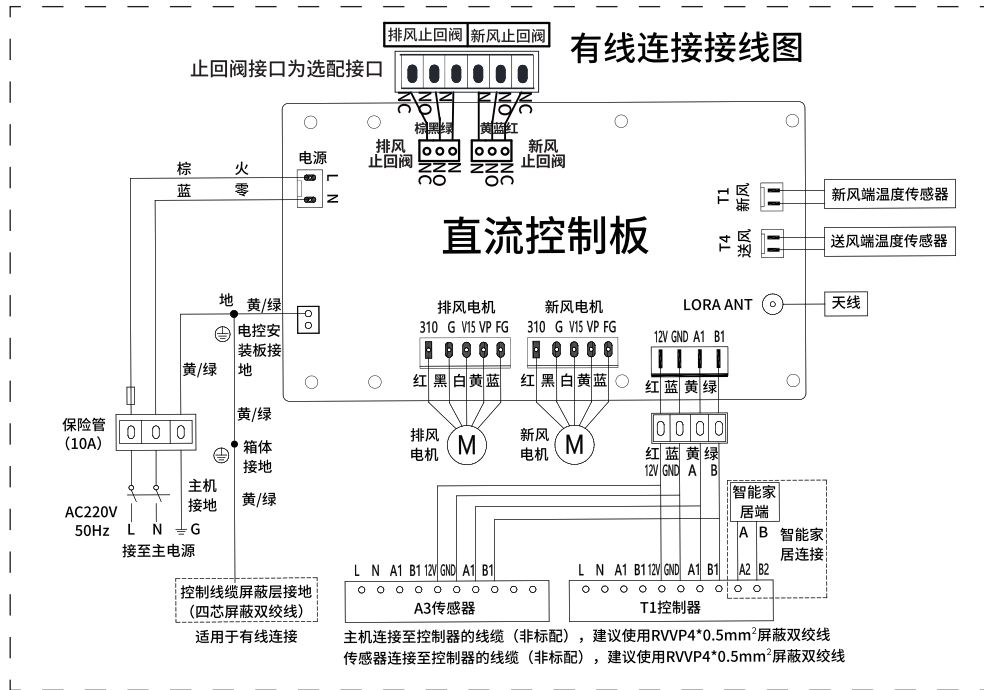 排风止回阀 新风止回阀
有线连接接线图
止回阀接口为选配接口
NC NO N N NO NC
棕黑绿 黄蓝红
排风
止回阀
新风
止回阀
NC NO N N NO NC
电源
棕 火
L
蓝 零
N
直流控制板
T1
新风
新风端温度传感器
T4
送风
送风端温度传感器
LORA ANT
天线
地 黄/绿
电控安
装板接
地
黄/绿
排风电机 新风电机
310 G V15 VP FG 310 G V15 VP FG
12V GND A1 B1
红 黑 白 黄 蓝 红 黑 白 黄 蓝
红 蓝 黄 绿
黄/绿
保险管
(10A)
排风
电机
M
新风
电机
M
箱体
接地
红 蓝 黄 绿
12V GND A B
主机
接地
黄/绿
智能家
居端
A B
智能家
居连接
AC220V
50Hz
L N G
接至主电源
L N A1 B1 12V GND A1 B1
L N A1 B1 12V GND A1 B1 A2 B2
控制线缆屏蔽层接地
(四芯屏蔽双绞线)
A3传感器
T1控制器
适用于有线连接
主机连接至控制器的线缆（非标配），建议使用RVVP4*0.5mm²屏蔽双绞线
传感器连接至控制器的线缆（非标配），建议使用RVVP4*0.5mm²屏蔽双绞线